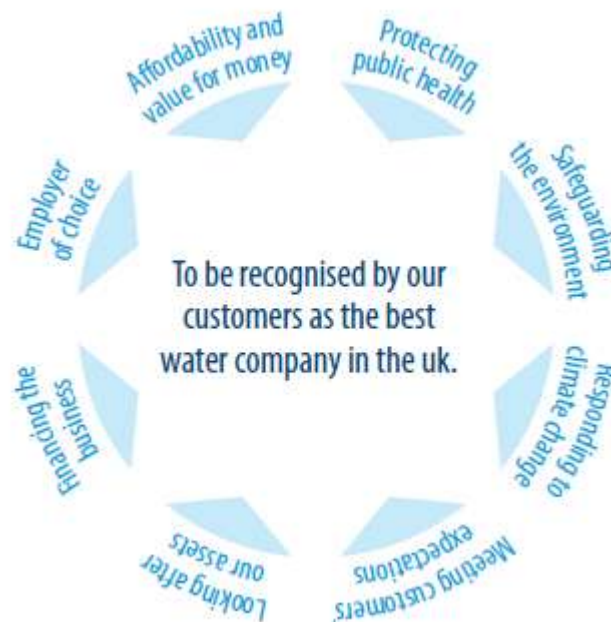 Affordability and
value for money
Protecting
public health
Safeguarding
the environment
Responding to
climate change
Meeting customers'
expectations
Looking after
our assets
Financing the
business
Employer
of choice
To be recognised by our
customers as the best
water company in the uk.